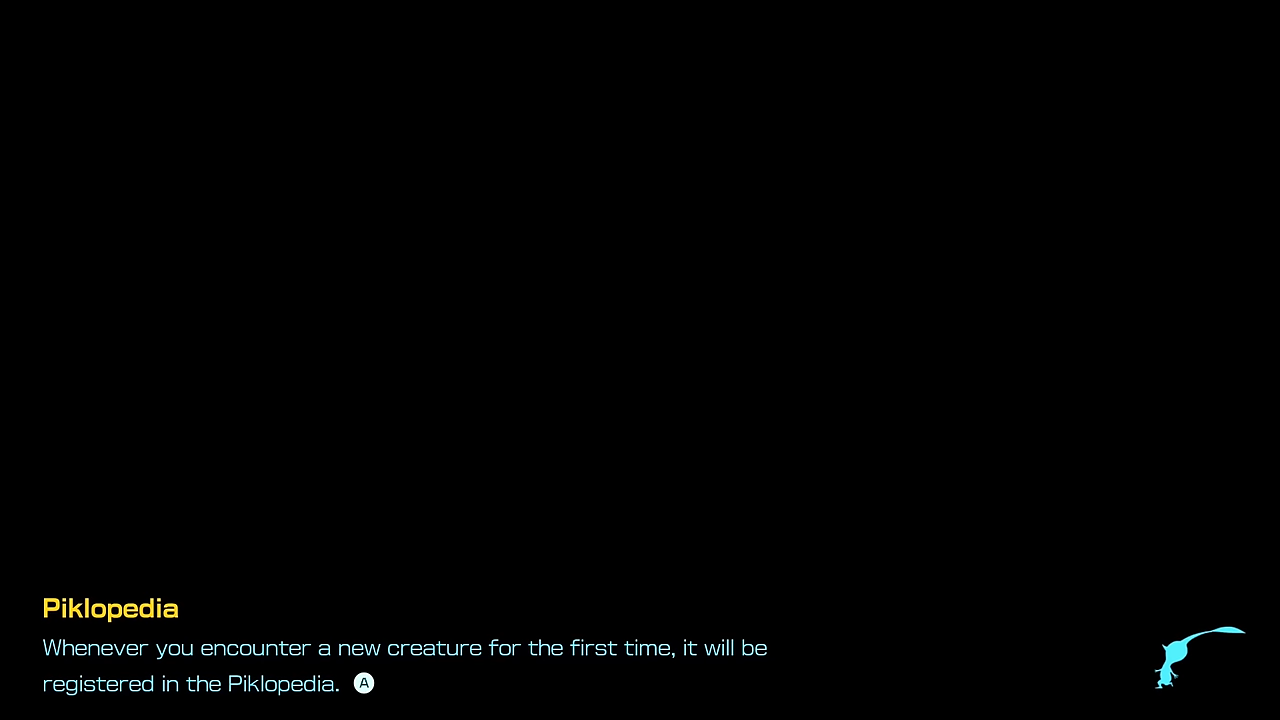 Piklopedia
Whenever you encounter a new creature for the first time, it will be
registered in the Piklopedia. A